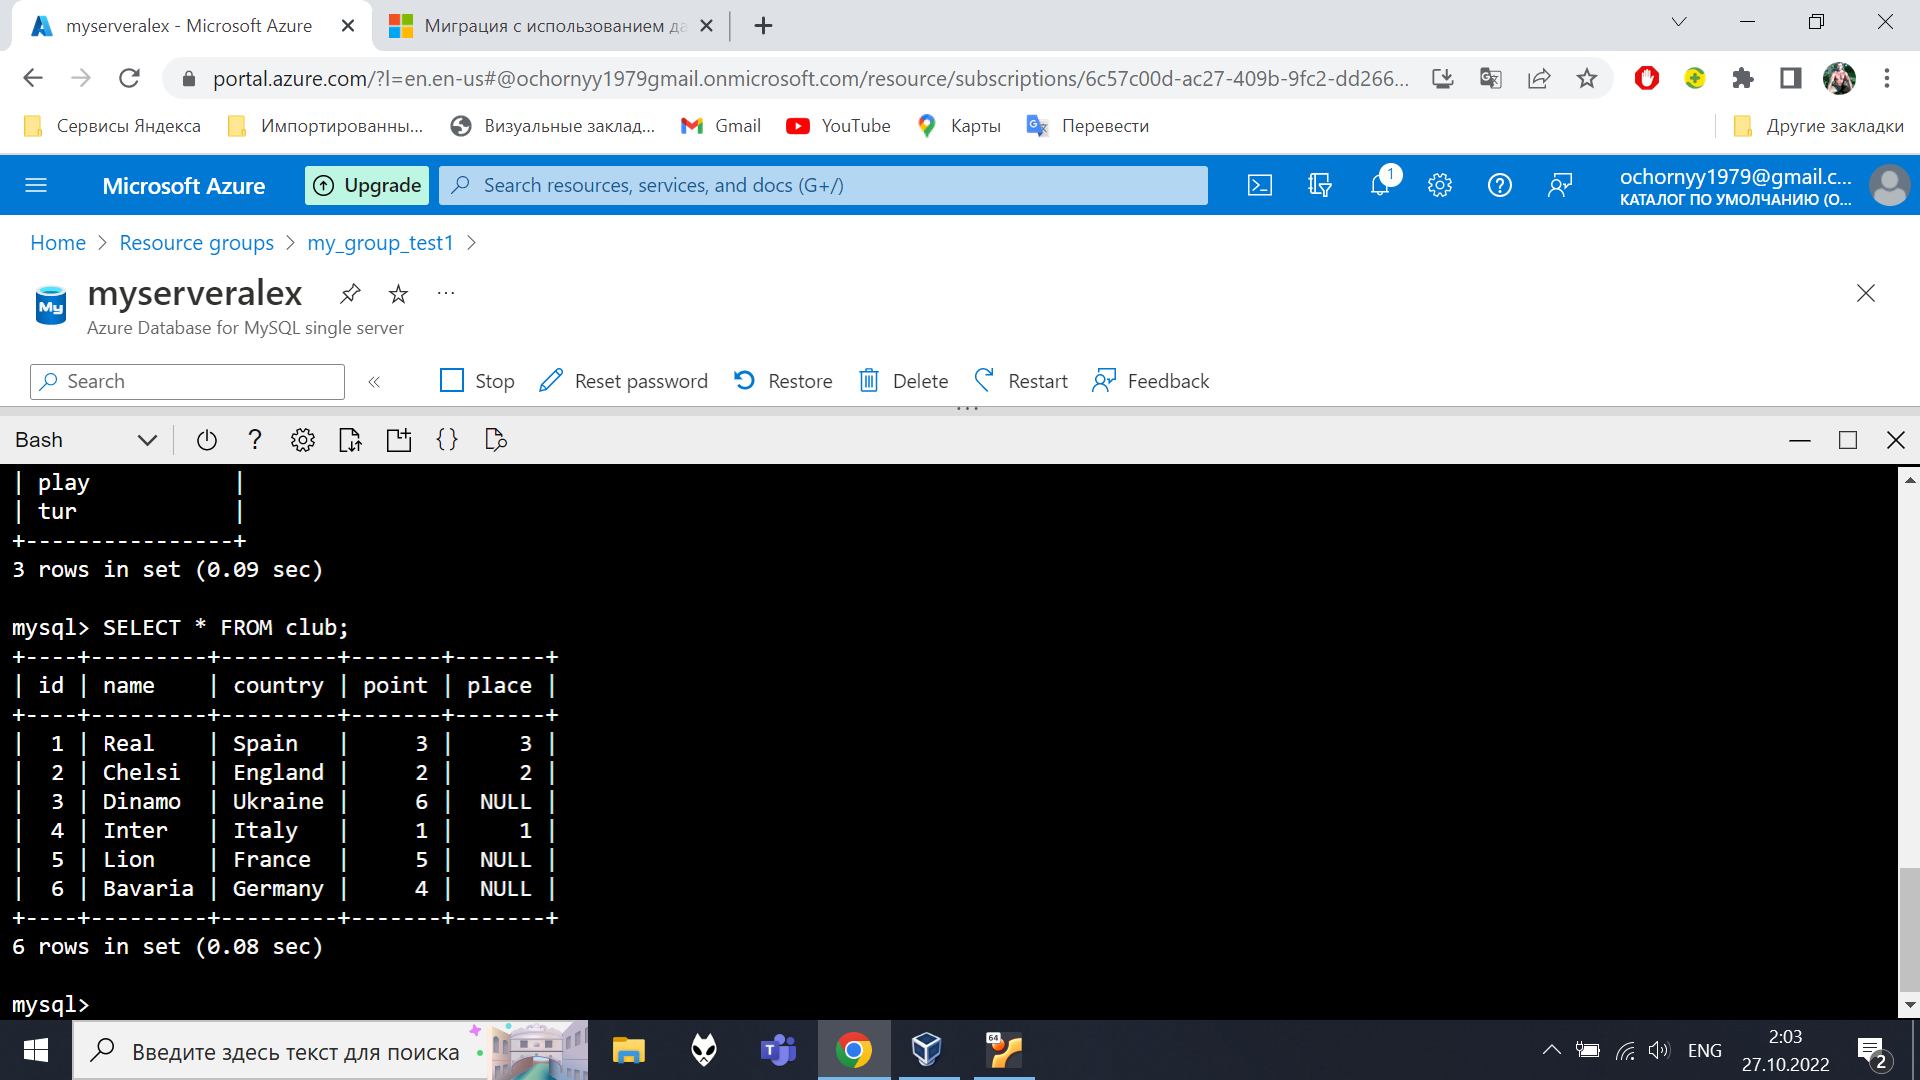 myserveralex - Microsoft Azure
Миграция с использованием да
portal.azure.com/?l=en.en-us#@ochornyy1979gmail.onmicrosoft.com/resource/subscriptions/6c57c00d-ac27-409b-9fc2-dd266...
Сервисы Яндекса
Импортированны...
Визуальные заклад...
Gmail
YouTube
Карты
Перевести
Другие закладки
Microsoft Azure
Upgrade
Search resources, services, and docs (G+/)
1
ochornyy1979@gmail.c...
КАТАЛОГ ПО УМОЛЧАНИЮ (О...
Home > Resource groups > my_group_test1 >
My
myserveralex
Azure Database for MySQL single server
Search
«
Stop
Reset password
Restore
Delete
Restart
Feedback
Bash
| play           |
| tur            |
+----------------+
3 rows in set (0.09 sec)
mysql> SELECT * FROM club;
+----+---------+---------+-------+-------+
| id | name    | country | point | place |
+----+---------+---------+-------+-------+
|  1 | Real    | Spain   |     3 |     3 |
|  2 | Chelsi  | England |     2 |     2 |
|  3 | Dinamo  | Ukraine |     6 |  NULL |
|  4 | Inter   | Italy   |     1 |     1 |
|  5 | Lion    | France  |     5 |  NULL |
|  6 | Bavaria | Germany |     4 |  NULL |
+----+---------+---------+-------+-------+
6 rows in set (0.08 sec)
mysql>
Введите здесь текст для поиска
64
ENG
2:03
27.10.2022
2